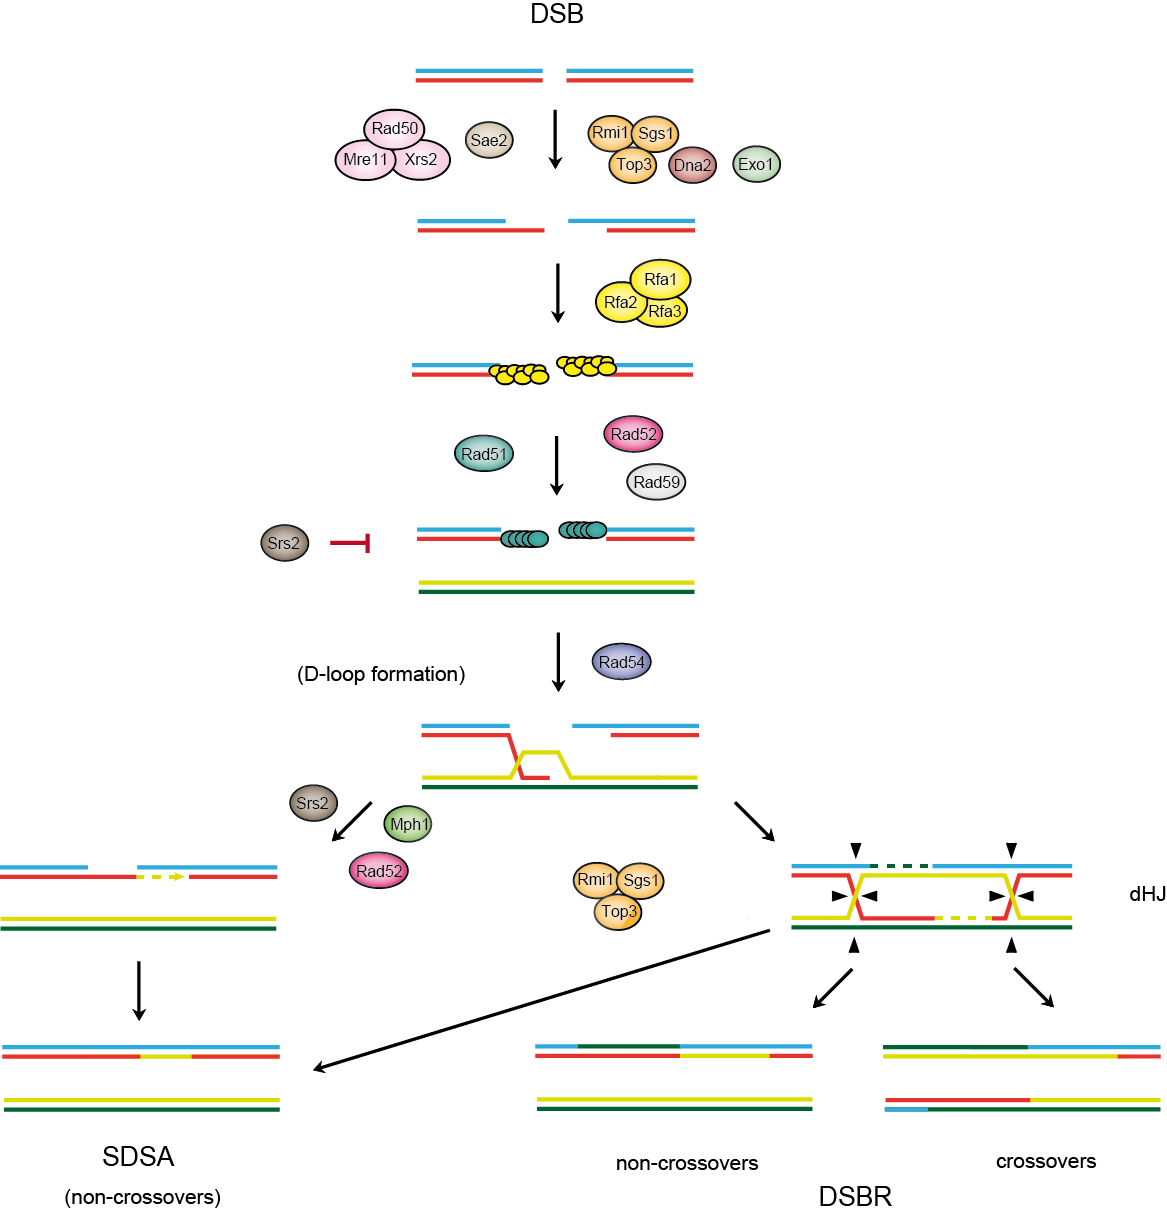 DSB
Rad50
Sae2
Mre11
Xrs2
Rmi1
Sgs1
Top3
Dna2
Exo1
Rfa1
Rfa2
Rfa3
Rad52
Rad51
Rad59
Srs2
(D-loop formation)
Rad54
Srs2
Mph1
Rad52
Rmi1
Sgs1
Top3
dHJ
SDSA
(non-crossovers)
non-crossovers
crossovers
DSBR